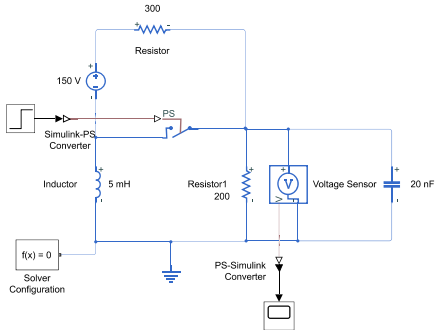 300
Resistor
150 V
PS
Simulink-PS
Converter
Inductor
5 mH
Resistor1
200
V
V
Voltage Sensor
20 nF
f(x) = 0
Solver
Configuration
PS-Simulink
Converter